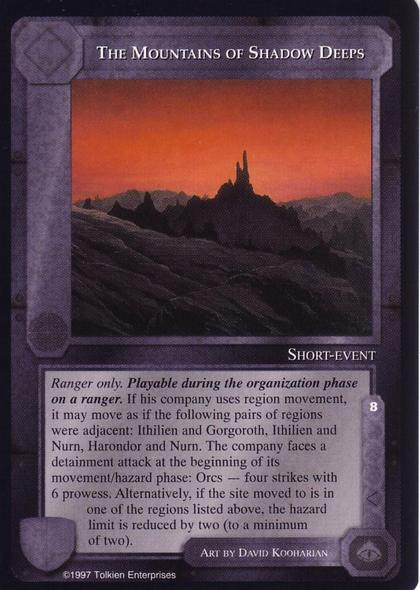 THE MOUNTAINS OF SHADOW DEEPS
SHORT-EVENT
Ranger only. Playable during the organization phase
on a ranger. If his company uses region movement,
it may move as if the following pairs of regions
were adjacent: Ithilien and Gorgoroth, Ithilien and
Nurn, Harondor and Nurn. The company faces a
detainment attack at the beginning of its
movement/hazard phase: Orcs — four strikes with
6 prowess. Alternatively, if the site moved to is in
one of the regions listed above, the hazard
limit is reduced by two (to a minimum
of two).
8
ART BY DAVID KOOHARIAN
©1997 Tolkien Enterprises